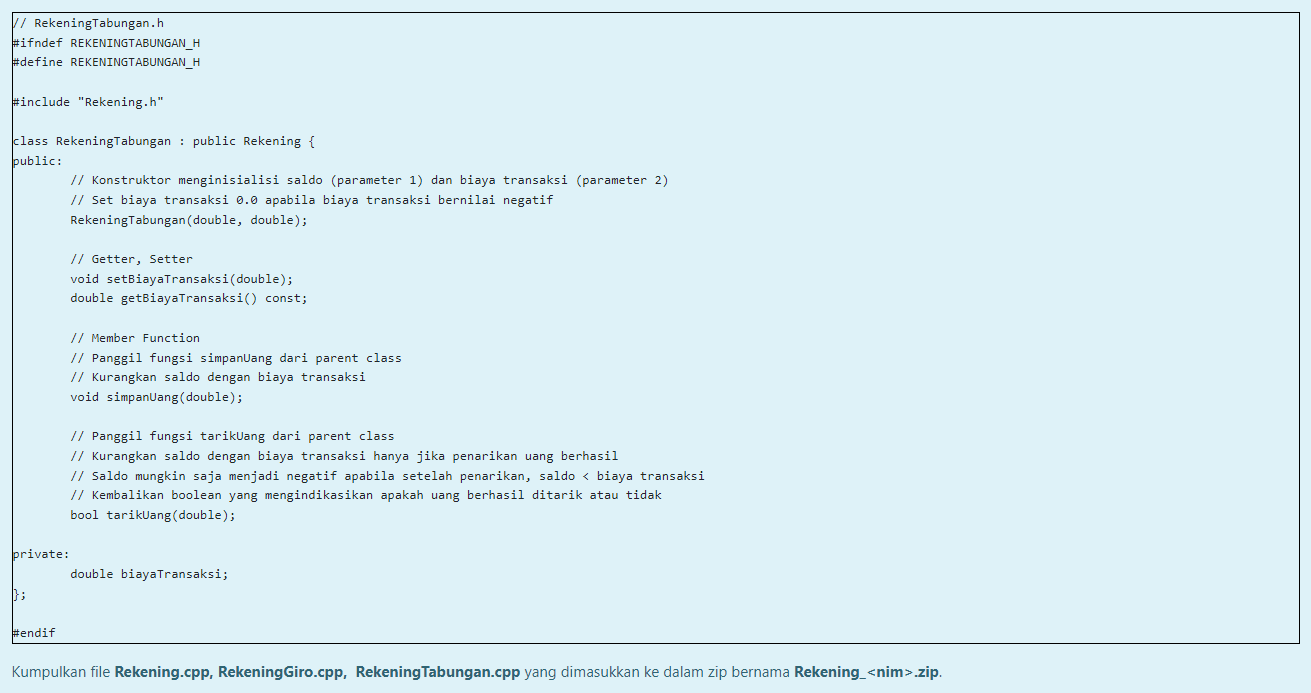 // RekeningTabungan.h
#ifndef REKENINGTABUNGAN_H
#define REKENINGTABUNGAN_H

#include "Rekening.h"

class RekeningTabungan : public Rekening {
public:
        // Konstruktor menginisialisi saldo (parameter 1) dan biaya transaksi (parameter 2)
        // Set biaya transaksi 0.0 apabila biaya transaksi bernilai negatif
        RekeningTabungan(double, double);

        // Getter, Setter
        void setBiayaTransaksi(double);
        double getBiayaTransaksi() const;

        // Member Function
        // Panggil fungsi simpanUang dari parent class
        // Kurangkan saldo dengan biaya transaksi
        void simpanUang(double);

        // Panggil fungsi tarikUang dari parent class
        // Kurangkan saldo dengan biaya transaksi hanya jika penarikan uang berhasil
        // Saldo mungkin saja menjadi negatif apabila setelah penarikan, saldo < biaya transaksi
        // Kembalikan boolean yang mengindikasikan apakah uang berhasil ditarik atau tidak
        bool tarikUang(double);

private:
        double biayaTransaksi;
};

#endif
Kumpulkan file Rekening.cpp, RekeningGiro.cpp, RekeningTabungan.cpp yang dimasukkan ke dalam zip bernama Rekening_<nim>.zip.